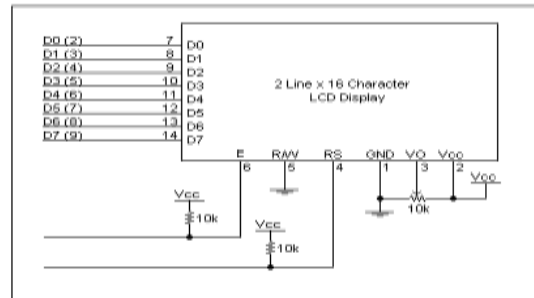 D0 (2) 7 D0
D1 (3) 8 D1
D2 (4) 9 D2
D3 (5) 10 D3
D4 (6) 11 D4
D5 (7) 12 D5
D6 (8) 13 D6
D7 (9) 14 D7
2 Line x 16 Character
LCD Display
E R/W RS GND VO Vcc
6 5 4 1 3 2
Vcc
10k
Vcc
10k
Vcc
10k